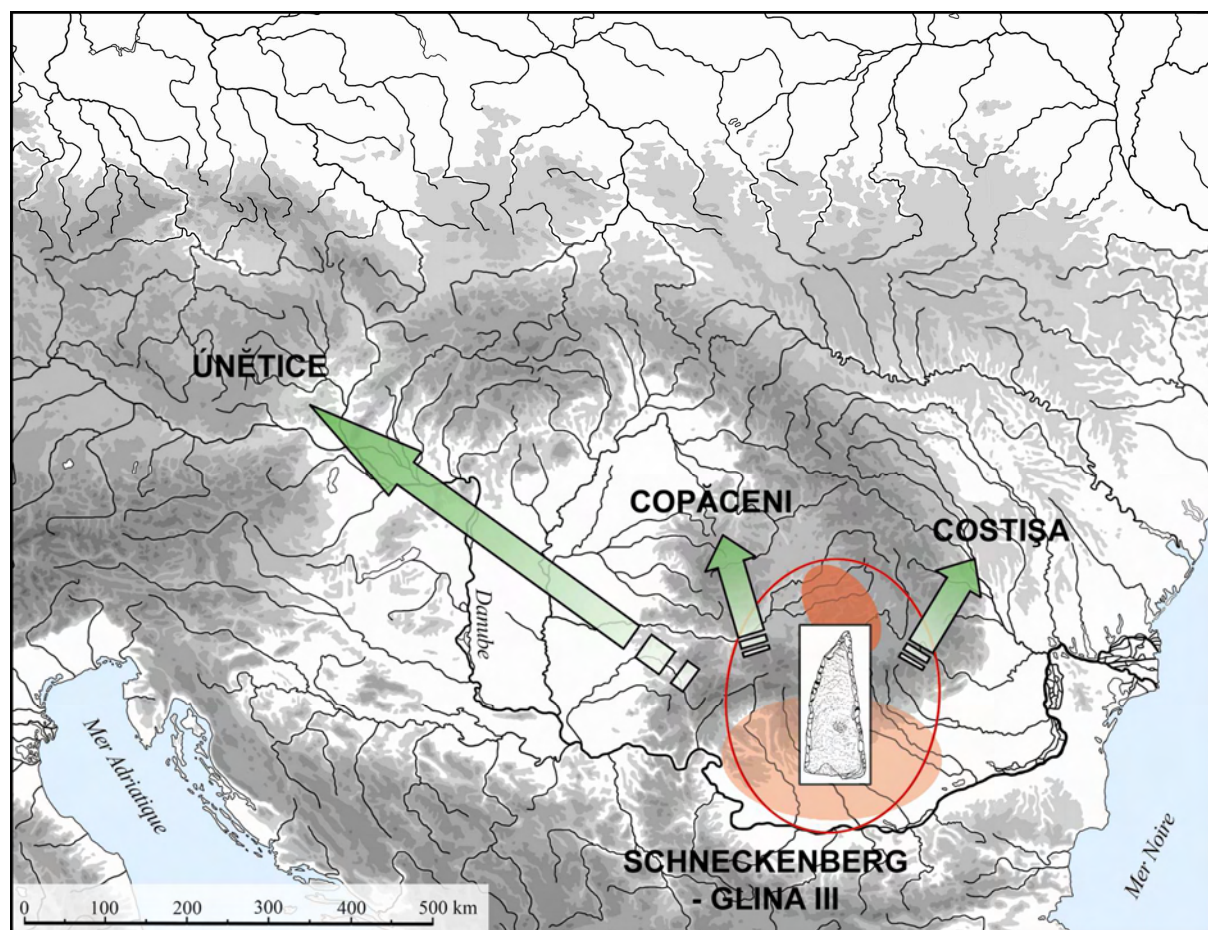 ÚNĚTICE
COPĂCENI
COSTIŞA
Danube
Mer Adriatique
SCHNECKENBERG
- GLINA III
Mer Noire
0 100 200 300 400 500 km